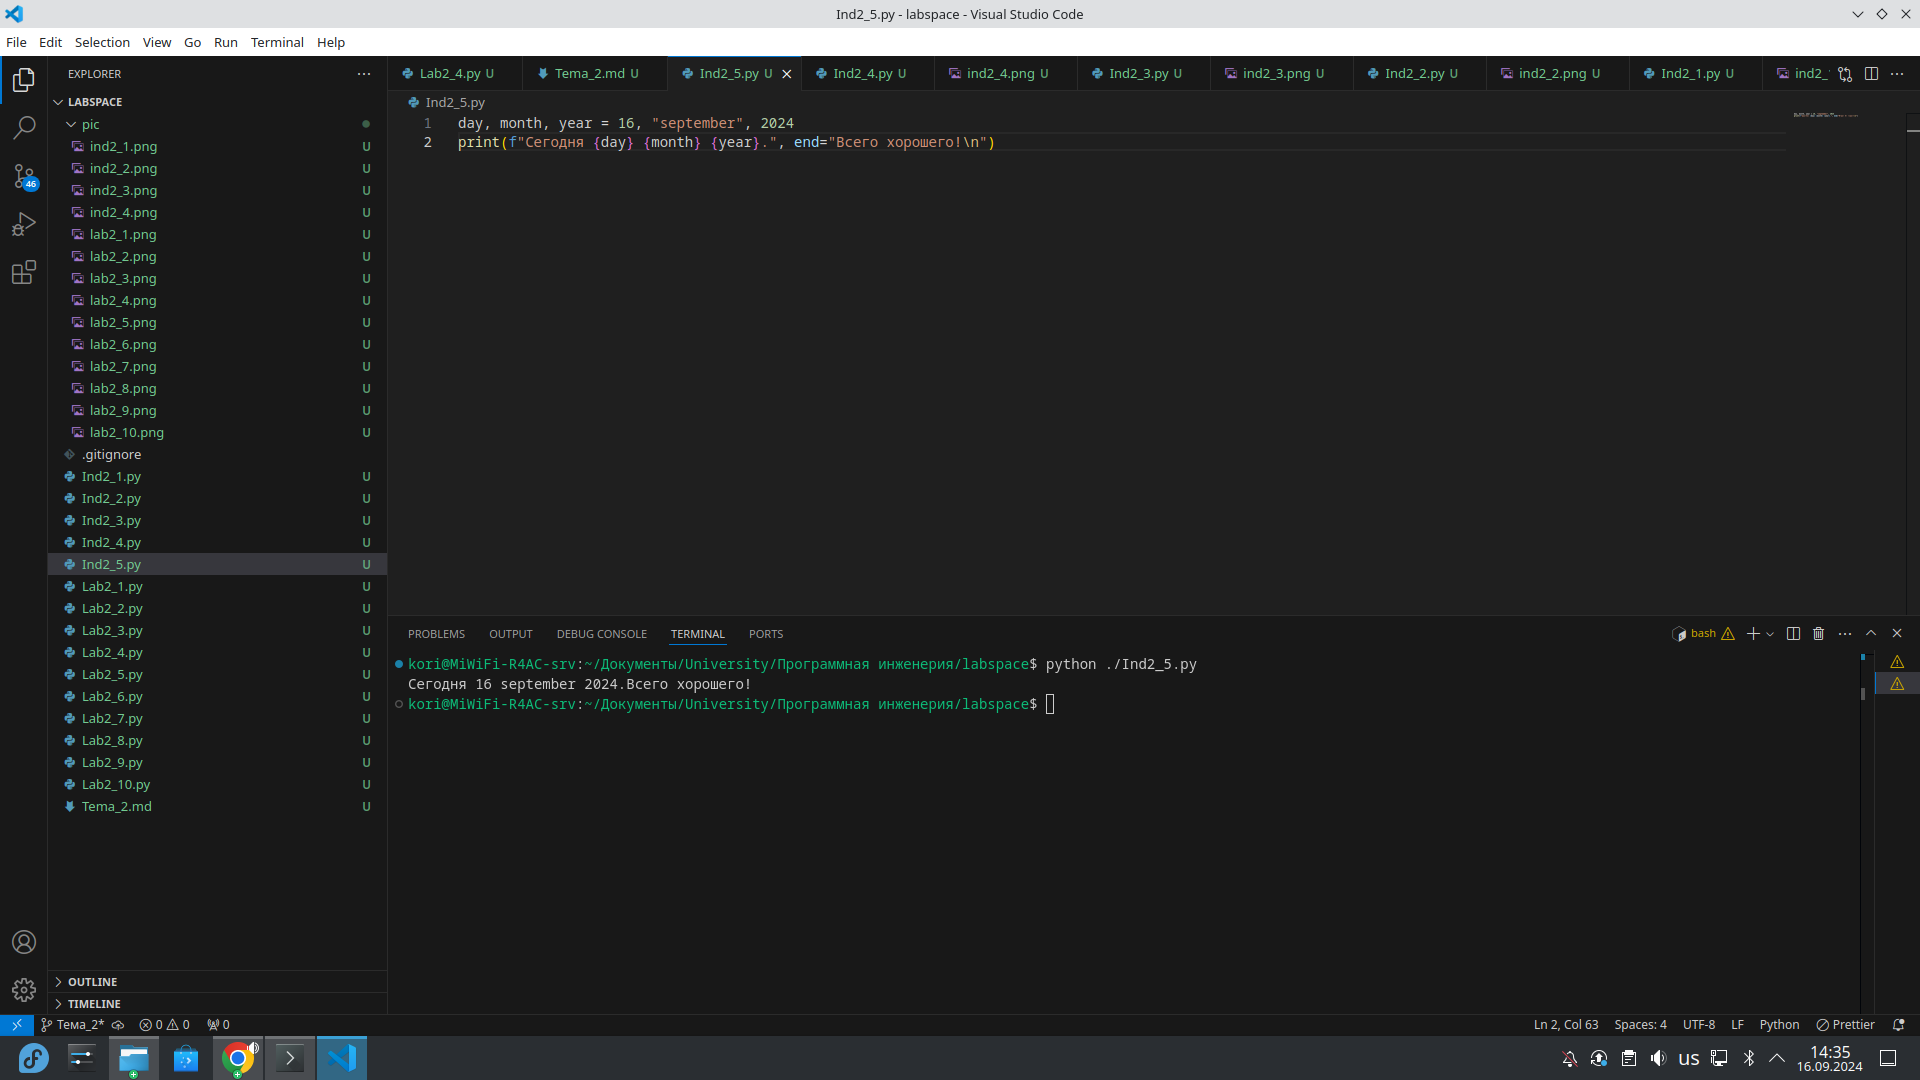 Ind2_5.py - labspace - Visual Studio Code
File Edit Selection View Go Run Terminal Help
EXPLORER
Lab2_4.py U
Tema_2.md U
Ind2_5.py U
Ind2_4.py U
ind2_4.png U
Ind2_3.py U
ind2_3.png U
Ind2_2.py U
ind2_2.png U
Ind2_1.py U
ind2_
LABSPACE
pic
ind2_1.png U
ind2_2.png U
ind2_3.png U
ind2_4.png U
lab2_1.png U
lab2_2.png U
lab2_3.png U
lab2_4.png U
lab2_5.png U
lab2_6.png U
lab2_7.png U
lab2_8.png U
lab2_9.png U
lab2_10.png U
.gitignore
Ind2_1.py U
Ind2_2.py U
Ind2_3.py U
Ind2_4.py U
Ind2_5.py U
Lab2_1.py U
Lab2_2.py U
Lab2_3.py U
Lab2_4.py U
Lab2_5.py U
Lab2_6.py U
Lab2_7.py U
Lab2_8.py U
Lab2_9.py U
Lab2_10.py U
Tema_2.md U
OUTLINE
TIMELINE
Ind2_5.py
1 day, month, year = 16, "september", 2024
2 print(f"Сегодня {day} {month} {year}.", end="Всего хорошего!\n")
PROBLEMS OUTPUT DEBUG CONSOLE TERMINAL PORTS
bash
kori@MiWiFi-R4AC-srv:~/Документы/University/Программная инженерия/labspace$ python ./Ind2_5.py
Сегодня 16 september 2024.Всего хорошего!
kori@MiWiFi-R4AC-srv:~/Документы/University/Программная инженерия/labspace$
46
Тема_2* 0 0 0
Ln 2, Col 63 Spaces: 4 UTF-8 LF Python Prettier
us
14:35
16.09.2024